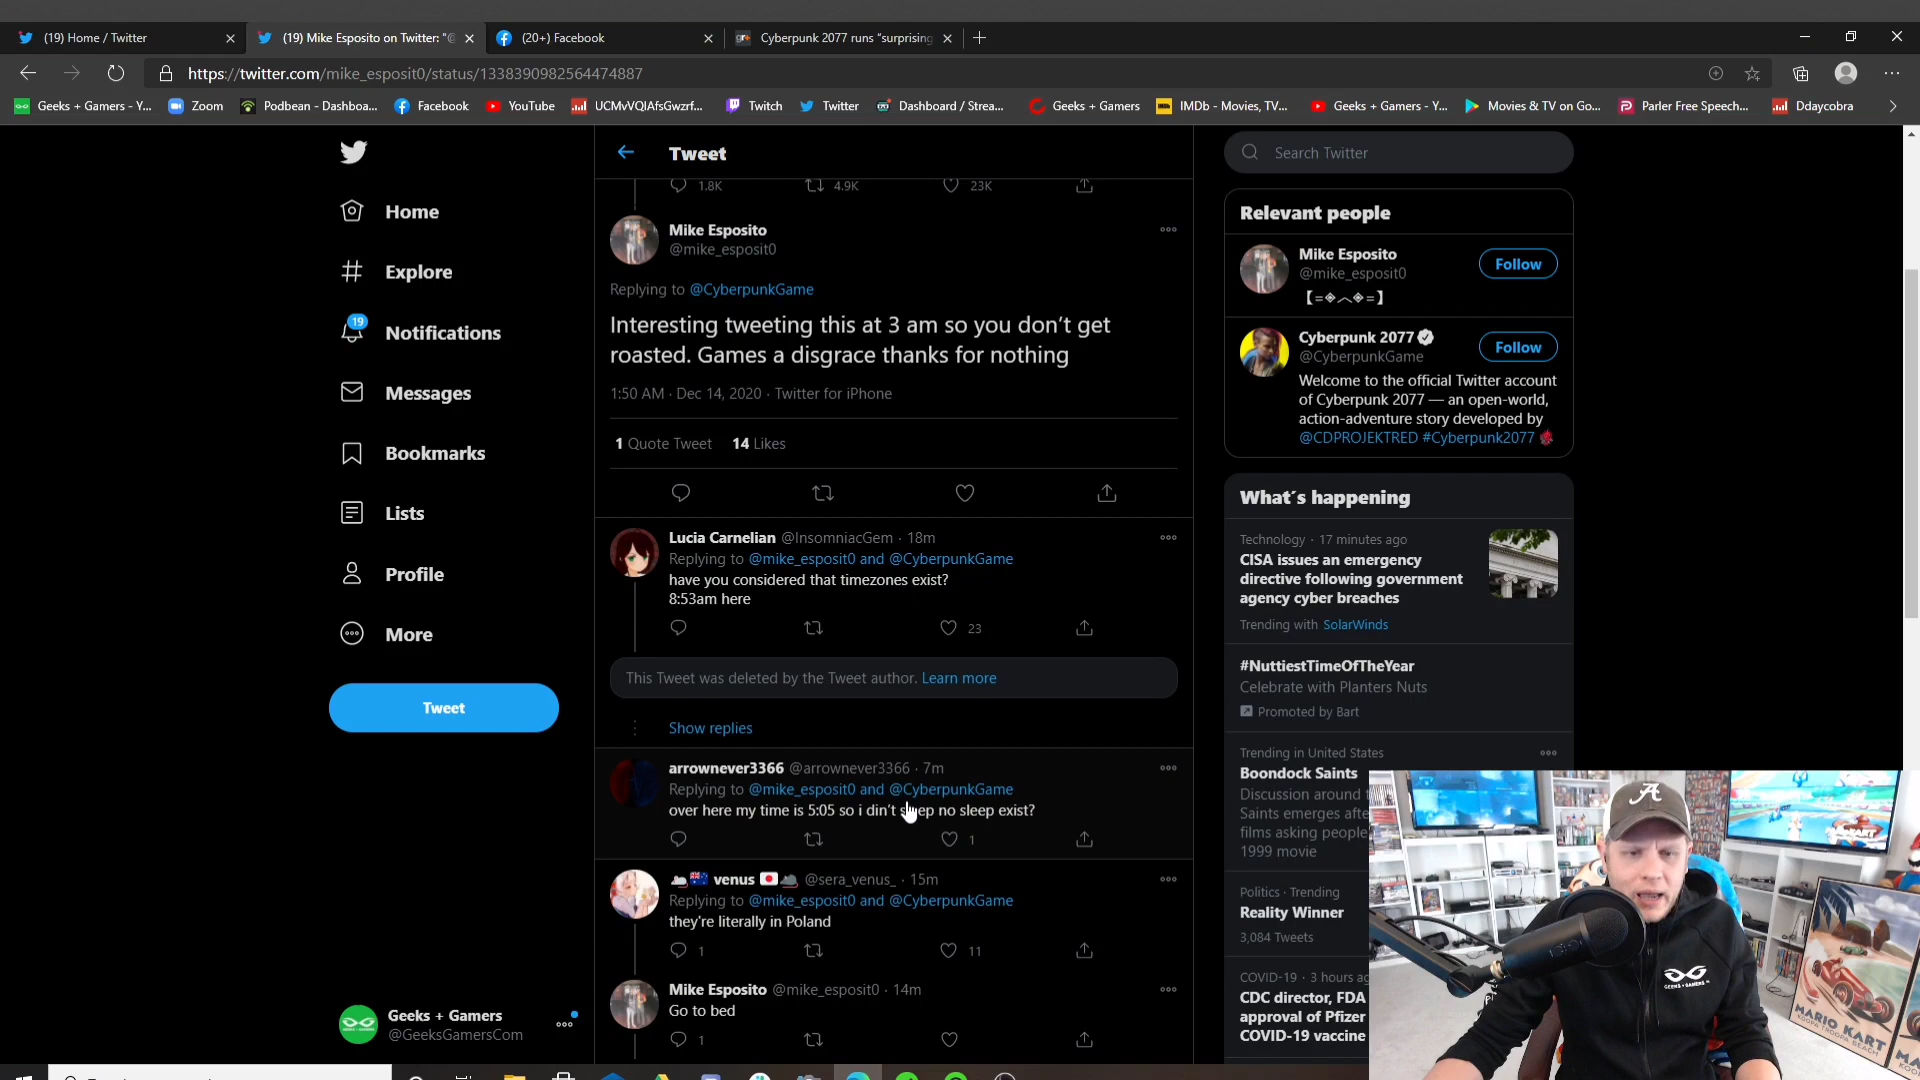 (19) Home / Twitter
(19) Mike Esposito on Twitter: "@
(20+) Facebook
Cyberpunk 2077 runs "surprising
https://twitter.com/mike_esposit0/status/1338390982564474887
Geeks + Gamers - Y...
Zoom
Podbean - Dashboa...
Facebook
YouTube
UCMvVQIAfsGwzrf...
Twitch
Twitter
Dashboard / Strea...
Geeks + Gamers
IMDb - Movies, TV...
Geeks + Gamers - Y...
Movies & TV on Go...
Parler Free Speech...
Ddaycobra
Home
Explore
19
Notifications
Messages
Bookmarks
Lists
Profile
More
Tweet
Geeks + Gamers
@GeeksGamersCom
Tweet
1.8K 4.9K 23K
Mike Esposito
@mike_esposit0
Replying to @CyberpunkGame
Interesting tweeting this at 3 am so you don't get
roasted. Games a disgrace thanks for nothing
1:50 AM · Dec 14, 2020 · Twitter for iPhone
1 Quote Tweet 14 Likes
Lucia Carnelian @InsomniacGem · 18m
Replying to @mike_esposit0 and @CyberpunkGame
have you considered that timezones exist?
8:53am here
23
This Tweet was deleted by the Tweet author. Learn more
Show replies
arrownever3366 @arrownever3366 · 7m
Replying to @mike_esposit0 and @CyberpunkGame
over here my time is 5:05 so i din't no sleep exist?
1
venus @sera_venus_ · 15m
Replying to @mike_esposit0 and @CyberpunkGame
they're literally in Poland
1 11
Mike Esposito @mike_esposit0 · 14m
Go to bed
1
Search Twitter
Relevant people
Mike Esposito
@mike_esposit0
Follow
【=◈︿◈=】
Cyberpunk 2077
@CyberpunkGame
Follow
Welcome to the official Twitter account
of Cyberpunk 2077 — an open-world,
action-adventure story developed by
@CDPROJEKTRED #Cyberpunk2077
What's happening
Technology · 17 minutes ago
CISA issues an emergency
directive following government
agency cyber breaches
Trending with SolarWinds
#NuttiestTimeOfTheYear
Celebrate with Planters Nuts
Promoted by Bart
Trending in United States
Boondock Saints
Discussion around
Saints emerges afte
films asking people
1999 movie
Politics · Trending
Reality Winner
3,084 Tweets
COVID-19 · 3 hours ag
CDC director, FDA
approval of Pfizer
COVID-19 vaccine
A
GEEKS + GAMERS
MARIO KART